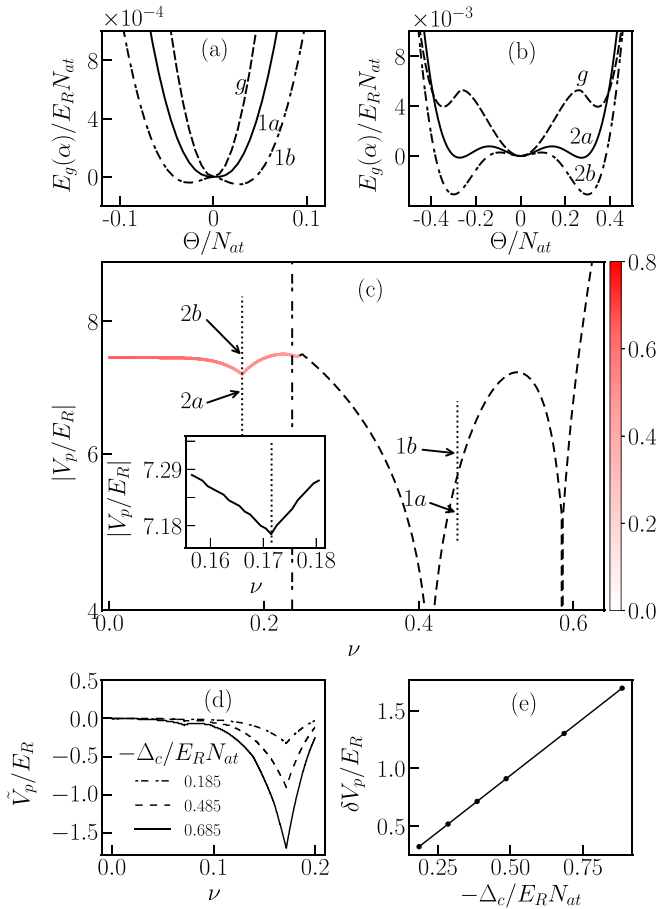 ×10⁻⁴
(a)
8
4
0
g
1a
1b
-0.1 0 0.1
Θ/N_at
E_g(α)/E_R N_at
×10⁻³
(b)
8
4
0
g
2a
2b
-0.4 -0.2 0 0.2 0.4
Θ/N_at
E_g(α)/E_R N_at
(c)
8
6
4
|V_p/E_R|
2b
2a
1b
1a
7.29
7.18
|V_p/E_R|
0.16 0.17 0.18
ν
0.0 0.2 0.4 0.6
ν
0.8
0.6
0.4
0.2
0.0
(d)
0.5
0.0
-0.5
-1.0
-1.5
Ṽ_p/E_R
−Δ_c/E_R N_at
0.185
0.485
0.685
0.0 0.1 0.2
ν
(e)
1.5
1.0
0.5
δV_p/E_R
0.25 0.50 0.75
−Δ_c/E_R N_at